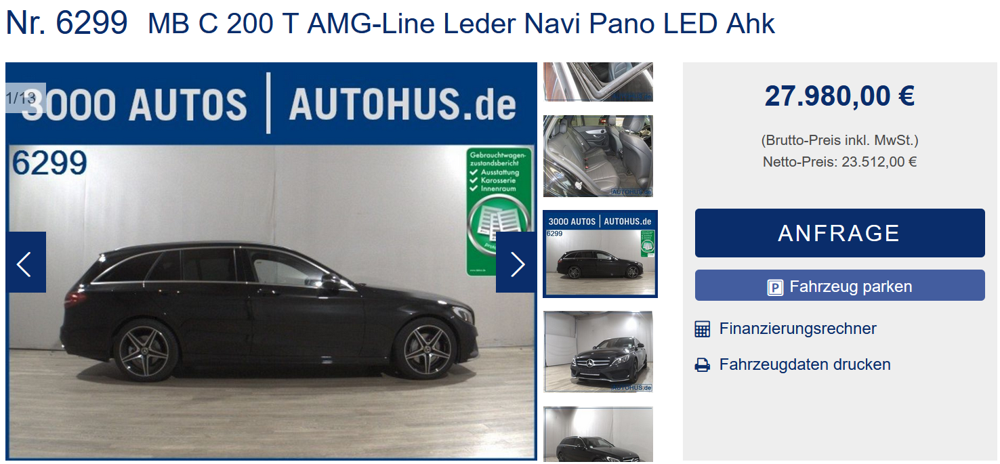 Nr. 6299 MB C 200 T AMG-Line Leder Navi Pano LED Ahk
1/13
3000 AUTOS | AUTOHUS.de
6299
Gebrauchtwagen-
zustandsbericht
Ausstattung
Karosserie
Innenraum
AUTOHUS.de
3000 AUTOS | AUTOHUS.de
6299
AUTOHUS.de
27.980,00 €
(Brutto-Preis inkl. MwSt.)
Netto-Preis: 23.512,00 €
ANFRAGE
P Fahrzeug parken
Finanzierungsrechner
Fahrzeugdaten drucken